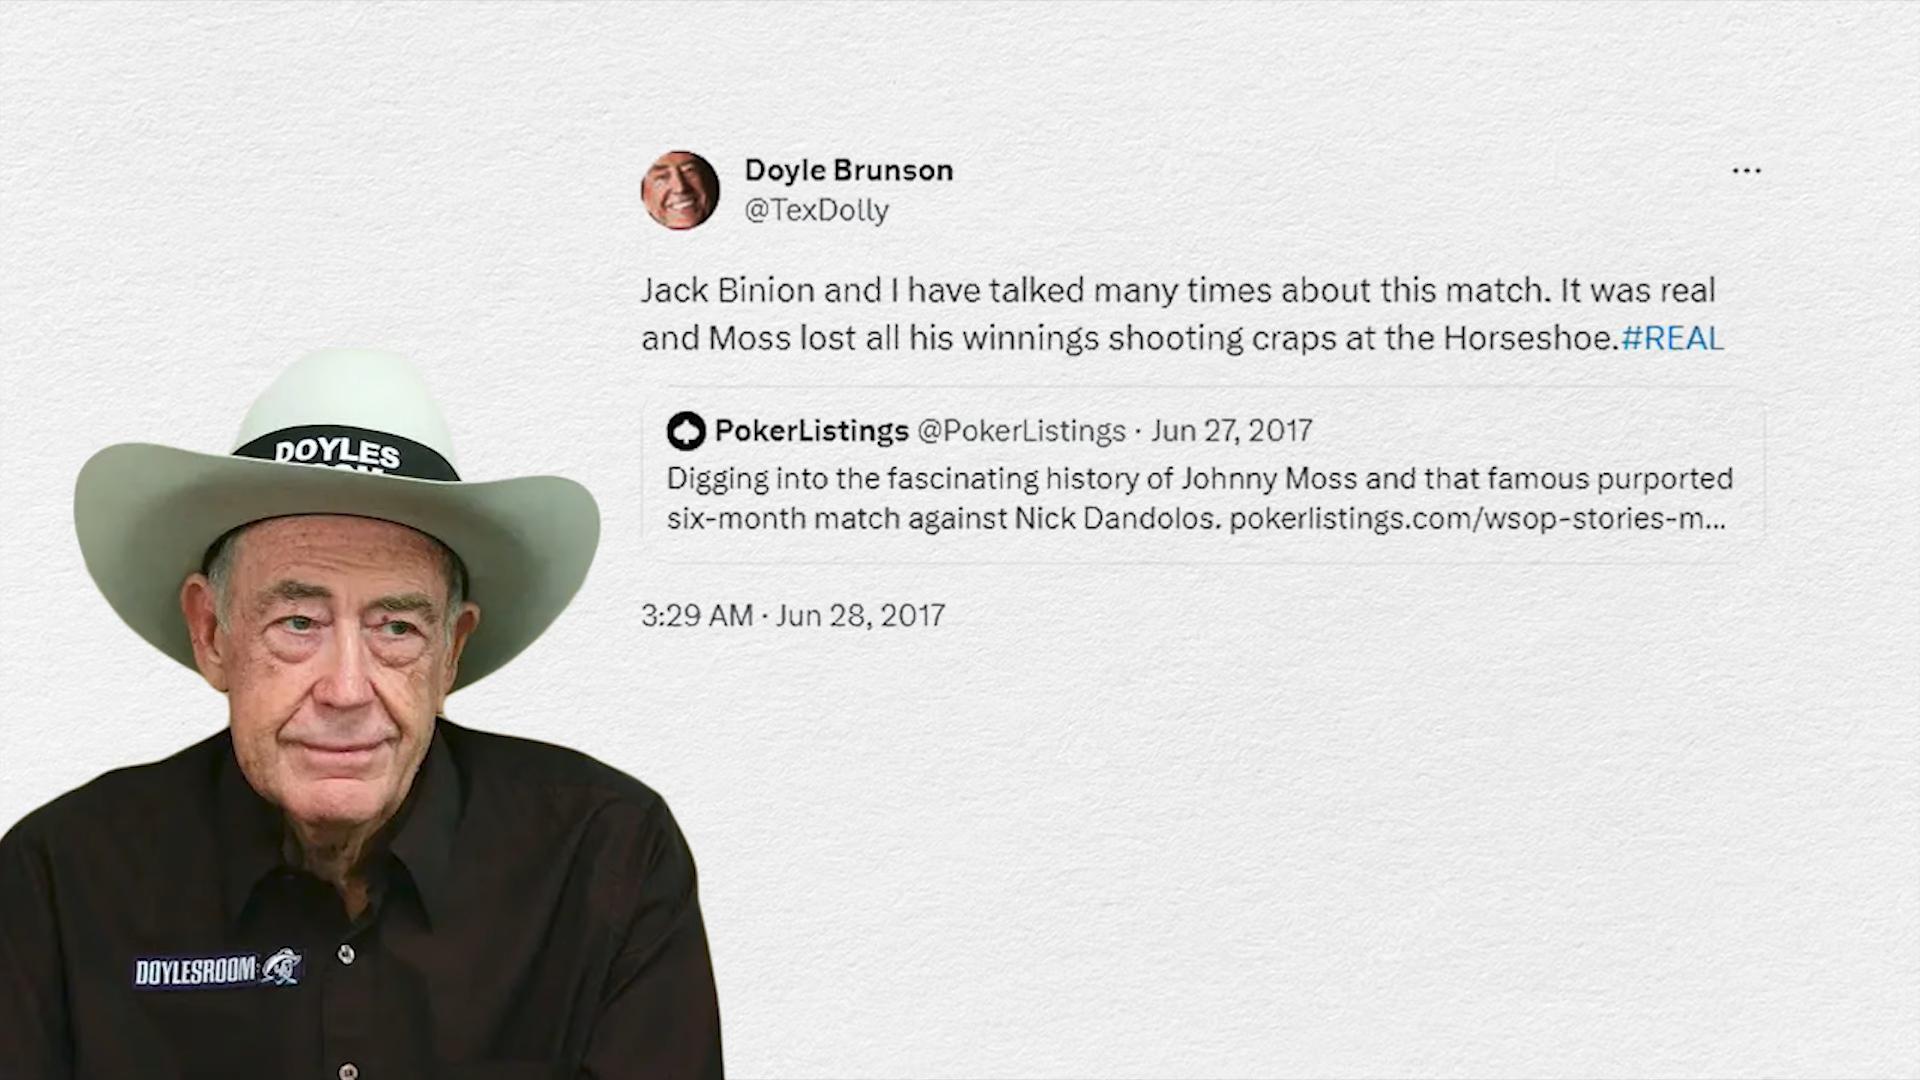 Doyle Brunson
@TexDolly
Jack Binion and I have talked many times about this match. It was real
and Moss lost all his winnings shooting craps at the Horseshoe.#REAL
PokerListings @PokerListings · Jun 27, 2017
Digging into the fascinating history of Johnny Moss and that famous purported
six-month match against Nick Dandolos. pokerlistings.com/wsop-stories-m...
3:29 AM · Jun 28, 2017
DOYLES
DOYLESROOM